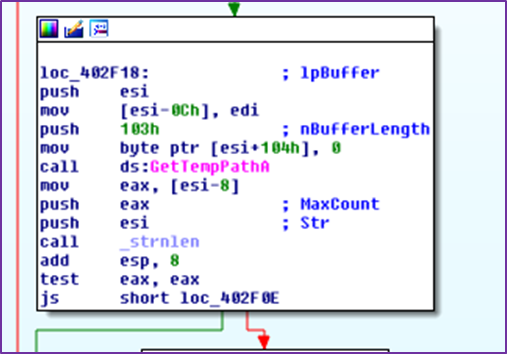 loc_402F18: ; lpBuffer
push esi
mov [esi-0Ch], edi
push 103h ; nBufferLength
mov byte ptr [esi+104h], 0
call ds:GetTempPathA
mov eax, [esi-8]
push eax ; MaxCount
push esi ; Str
call _strnlen
add esp, 8
test eax, eax
js short loc_402F0E